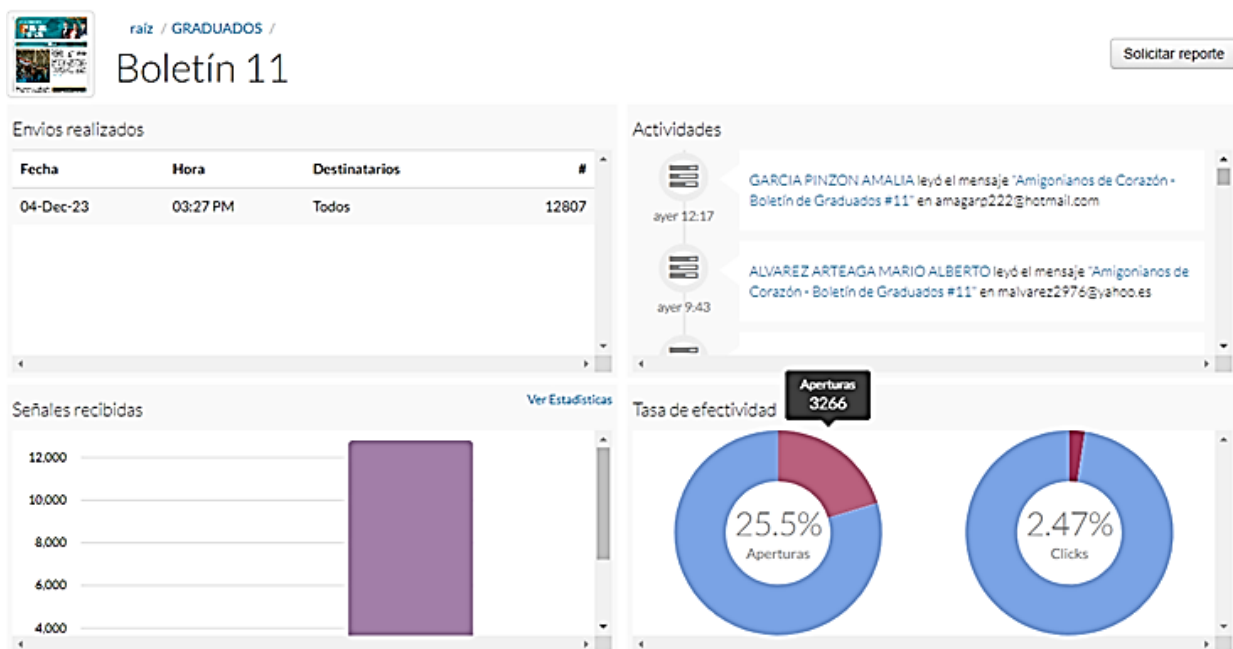 raíz / GRADUADOS /
Boletín 11
Solicitar reporte
Envios realizados
Fecha Hora Destinatarios #
04-Dec-23 03:27 PM Todos 12807
Actividades
ayer 12:17
GARCIA PINZON AMALIA leyó el mensaje "Amigonianos de Corazón -
Boletín de Graduados #11" en amagarp222@hotmail.com
ayer 9:43
ALVAREZ ARTEAGA MARIO ALBERTO leyó el mensaje "Amigonianos de
Corazón - Boletín de Graduados #11" en malvarez2976@yahoo.es
Señales recibidas
Ver Estadísticas
12,000
10,000
8,000
6,000
4,000
Tasa de efectividad
Aperturas
3266
25.5%
Aperturas
2.47%
Clicks